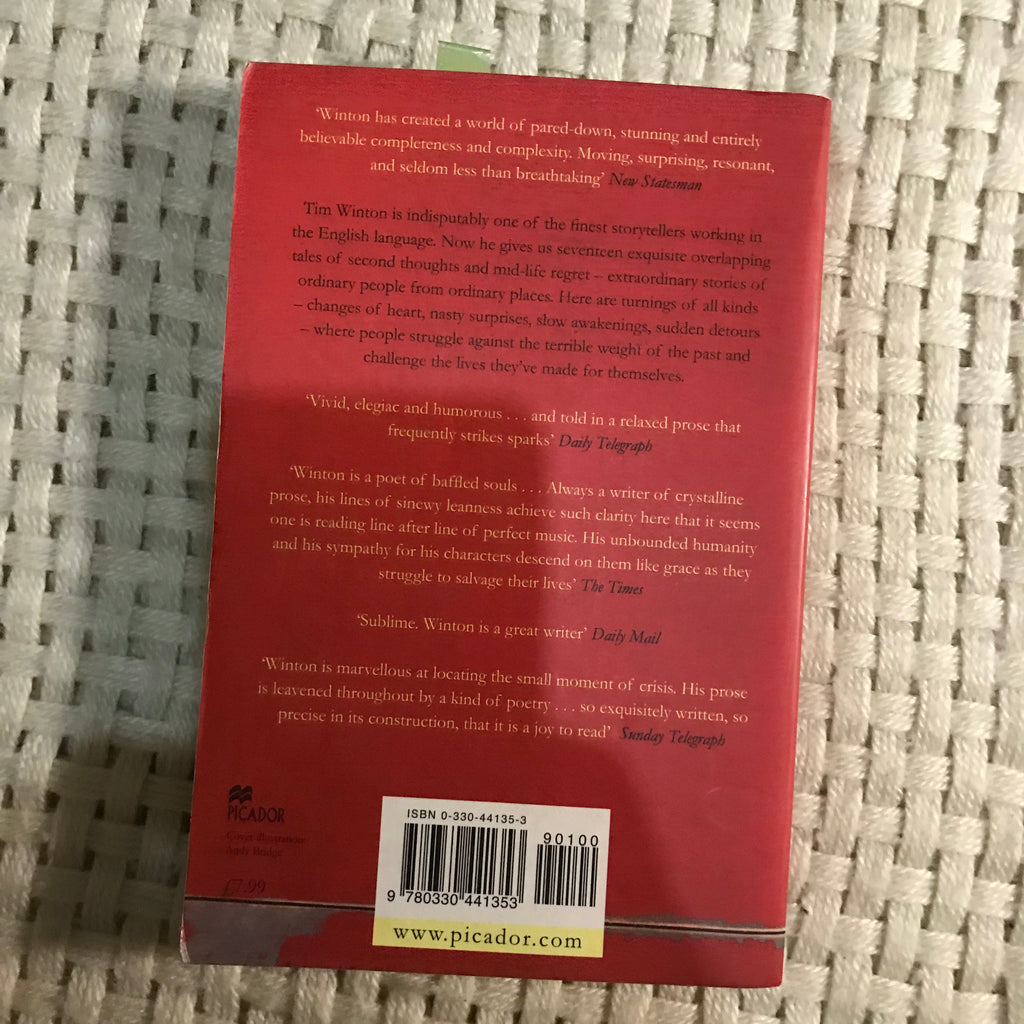 ‘Winton has created a world of pared-down, stunning and entirely
believable completeness and complexity. Moving, surprising, resonant,
and seldom less than breathtaking’ New Statesman
Tim Winton is indisputably one of the finest storytellers working in
the English language. Now he gives us seventeen exquisite overlapping
tales of second thoughts and mid-life regret – extraordinary stories of
ordinary people from ordinary places. Here are turnings of all kinds
– changes of heart, nasty surprises, slow awakenings, sudden detours
– where people struggle against the terrible weight of the past and
challenge the lives they’ve made for themselves.
‘Vivid, elegiac and humorous . . . and told in a relaxed prose that
frequently strikes sparks’ Daily Telegraph
‘Winton is a poet of baffled souls . . . Always a writer of crystalline
prose, his lines of sinewy leanness achieve such clarity here that it seems
one is reading line after line of perfect music. His unbounded humanity
and his sympathy for his characters descend on them like grace as they
struggle to salvage their lives’ The Times
‘Sublime. Winton is a great writer’ Daily Mail
‘Winton is marvellous at locating the small moment of crisis. His prose
is leavened throughout by a kind of poetry . . . so exquisitely written, so
precise in its construction, that it is a joy to read’ Sunday Telegraph
PICADOR
Cover illustration:
Andy Bridge
£7.99
ISBN 0-330-44135-3
90100
9 780330 441353
www.picador.com